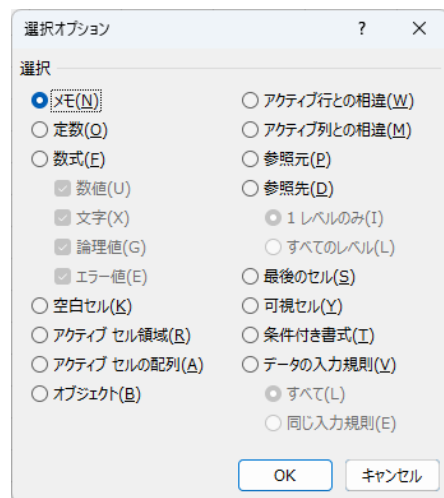 選択オプション ? ×
選択
メモ(N)
定数(O)
数式(F)
数値(U)
文字(X)
論理値(G)
エラー値(E)
空白セル(K)
アクティブ セル領域(R)
アクティブ セルの配列(A)
オブジェクト(B)
アクティブ行との相違(W)
アクティブ列との相違(M)
参照元(P)
参照先(D)
1 レベルのみ(I)
すべてのレベル(L)
最後のセル(S)
可視セル(Y)
条件付き書式(T)
データの入力規則(V)
すべて(L)
同じ入力規則(E)
OK キャンセル